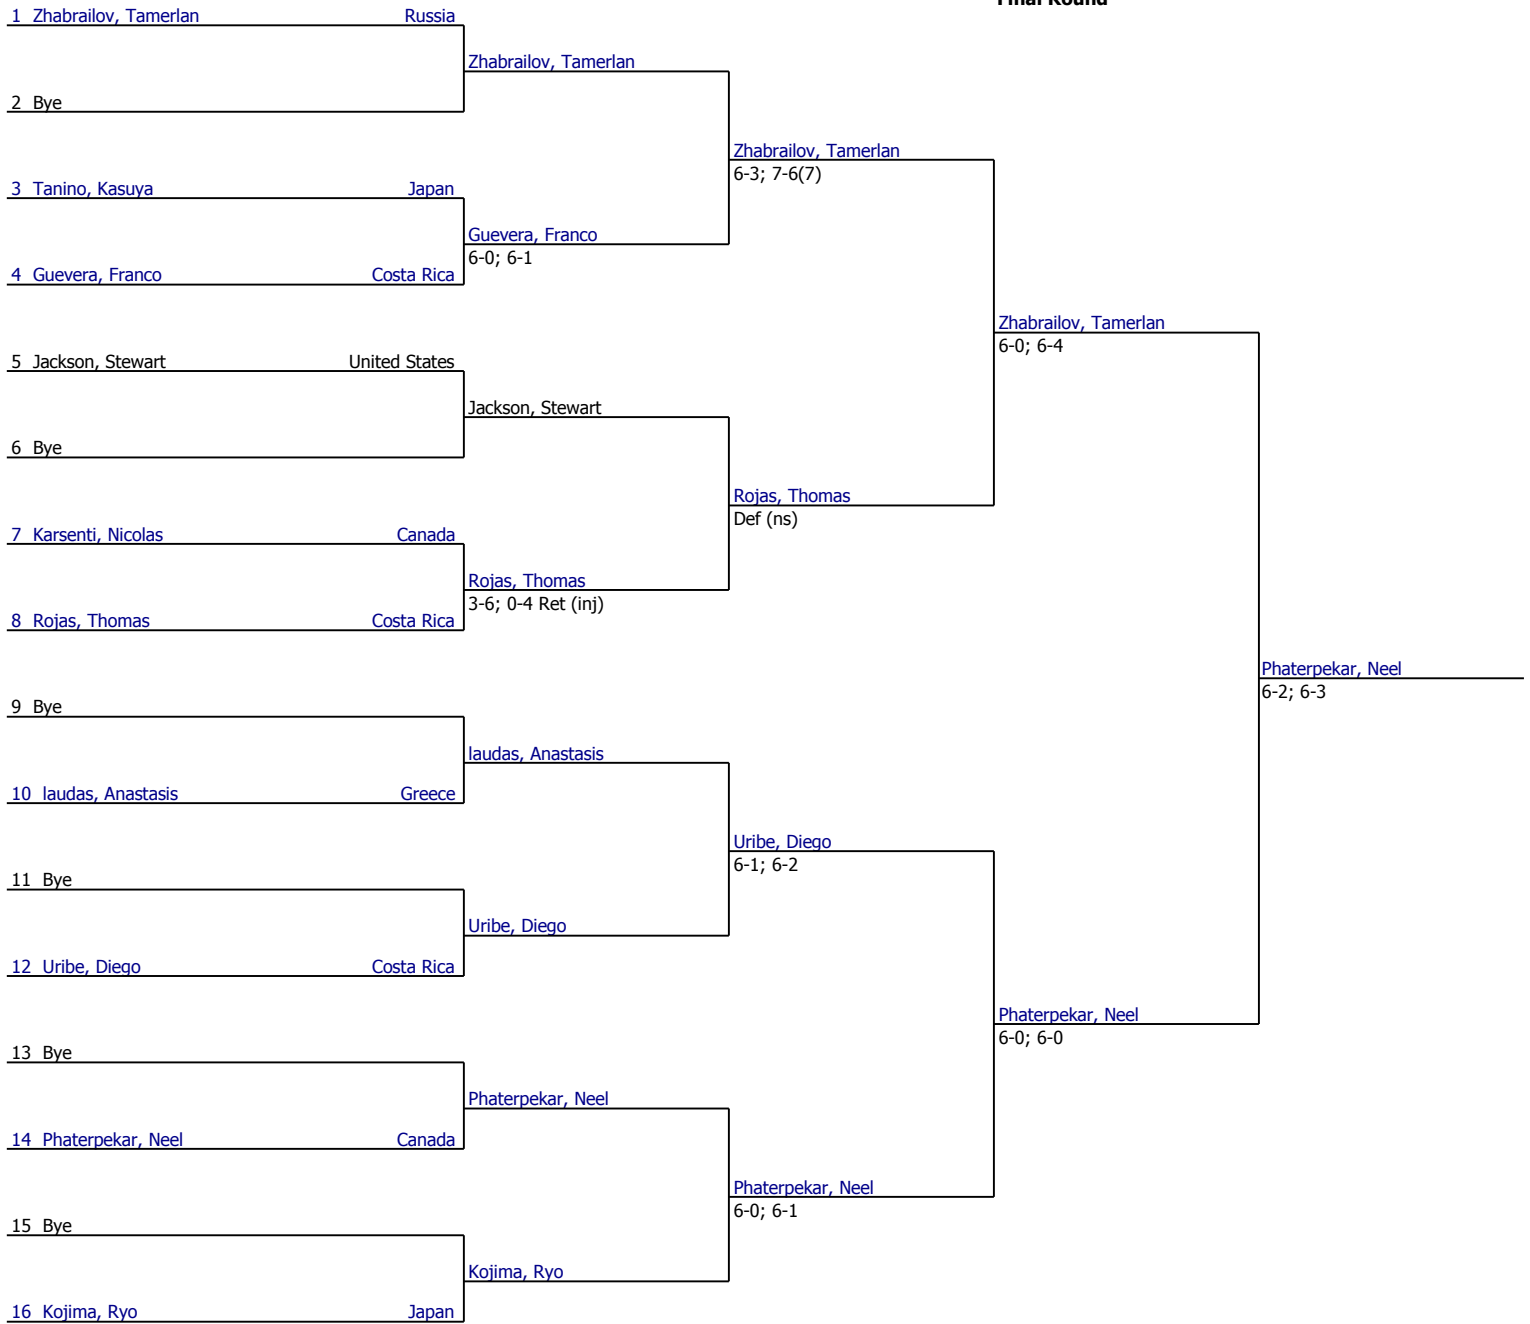 Final Round
1 Zhabrailov, Tamerlan Russia
Zhabrailov, Tamerlan
2 Bye
Zhabrailov, Tamerlan
6-3; 7-6(7)
3 Tanino, Kasuya Japan
Guevera, Franco
6-0; 6-1
4 Guevera, Franco Costa Rica
Zhabrailov, Tamerlan
6-0; 6-4
5 Jackson, Stewart United States
Jackson, Stewart
6 Bye
Rojas, Thomas
Def (ns)
7 Karsenti, Nicolas Canada
Rojas, Thomas
3-6; 0-4 Ret (inj)
8 Rojas, Thomas Costa Rica
Phaterpekar, Neel
6-2; 6-3
9 Bye
laudas, Anastasis
10 laudas, Anastasis Greece
Uribe, Diego
6-1; 6-2
11 Bye
Uribe, Diego
12 Uribe, Diego Costa Rica
Phaterpekar, Neel
6-0; 6-0
13 Bye
Phaterpekar, Neel
14 Phaterpekar, Neel Canada
Phaterpekar, Neel
6-0; 6-1
15 Bye
Kojima, Ryo
16 Kojima, Ryo Japan